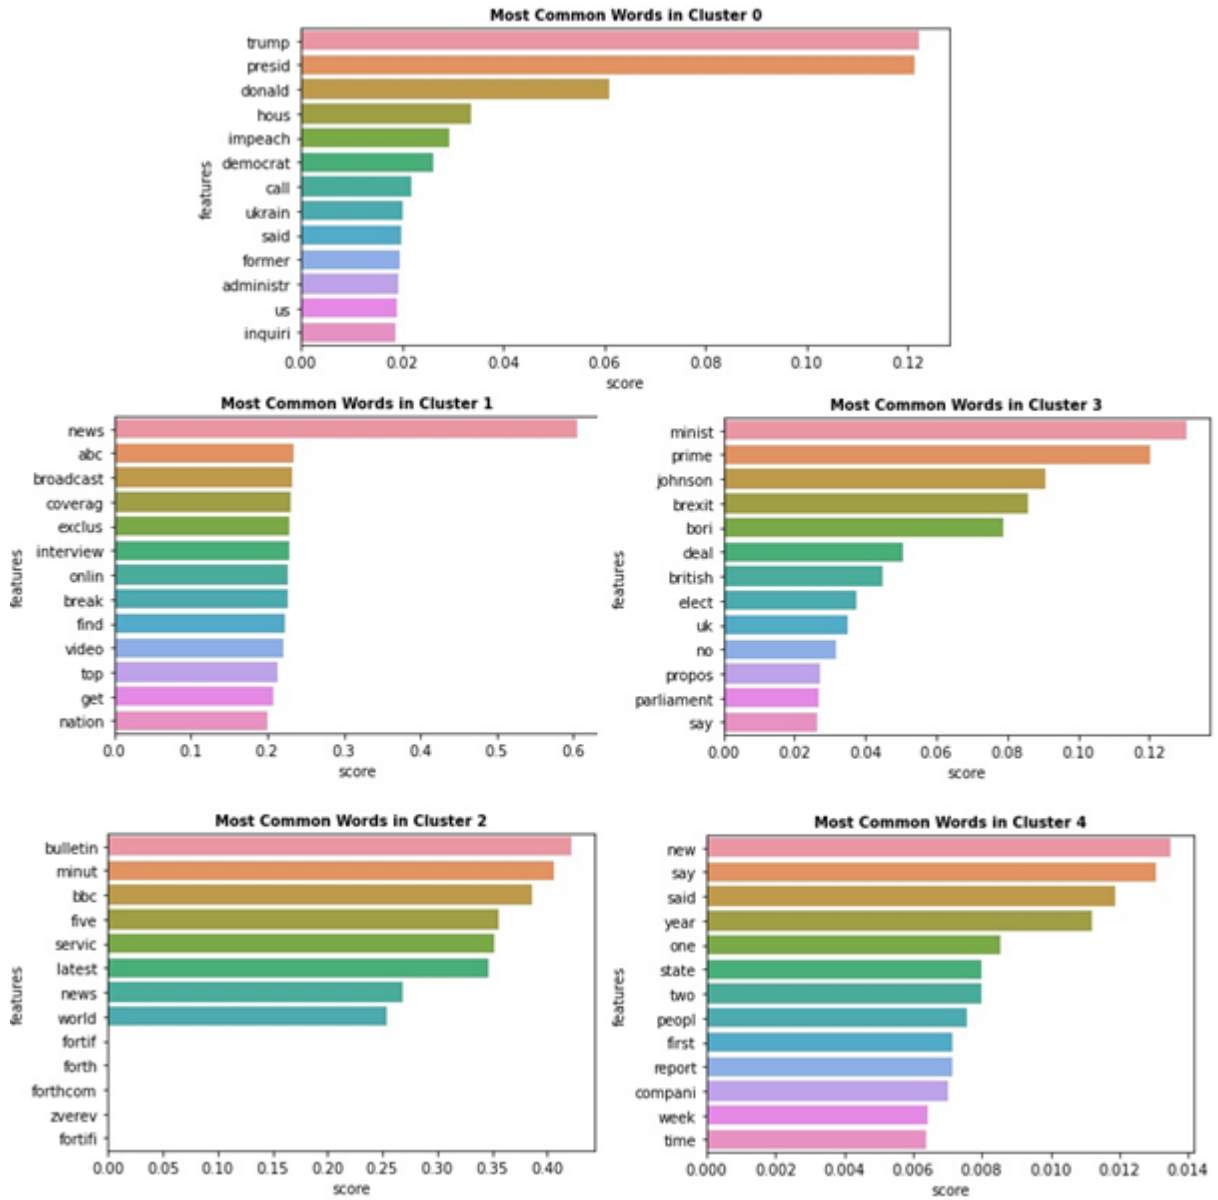 Most Common Words in Cluster 0
features
trump
presid
donald
hous
impeach
democrat
call
ukrain
said
former
administr
us
inquiri
0.00 0.02 0.04 0.06 0.08 0.10 0.12
score
Most Common Words in Cluster 1
features
news
abc
broadcast
coverag
exclus
interview
onlin
break
find
video
top
get
nation
0.0 0.1 0.2 0.3 0.4 0.5 0.6
score
Most Common Words in Cluster 3
features
minist
prime
johnson
brexit
bori
deal
british
elect
uk
no
propos
parliament
say
0.00 0.02 0.04 0.06 0.08 0.10 0.12
score
Most Common Words in Cluster 2
features
bulletin
minut
bbc
five
servic
latest
news
world
fortif
forth
forthcom
zverev
fortifi
0.00 0.05 0.10 0.15 0.20 0.25 0.30 0.35 0.40
score
Most Common Words in Cluster 4
features
new
say
said
year
one
state
two
peopl
first
report
compani
week
time
0.000 0.002 0.004 0.006 0.008 0.010 0.012 0.014
score